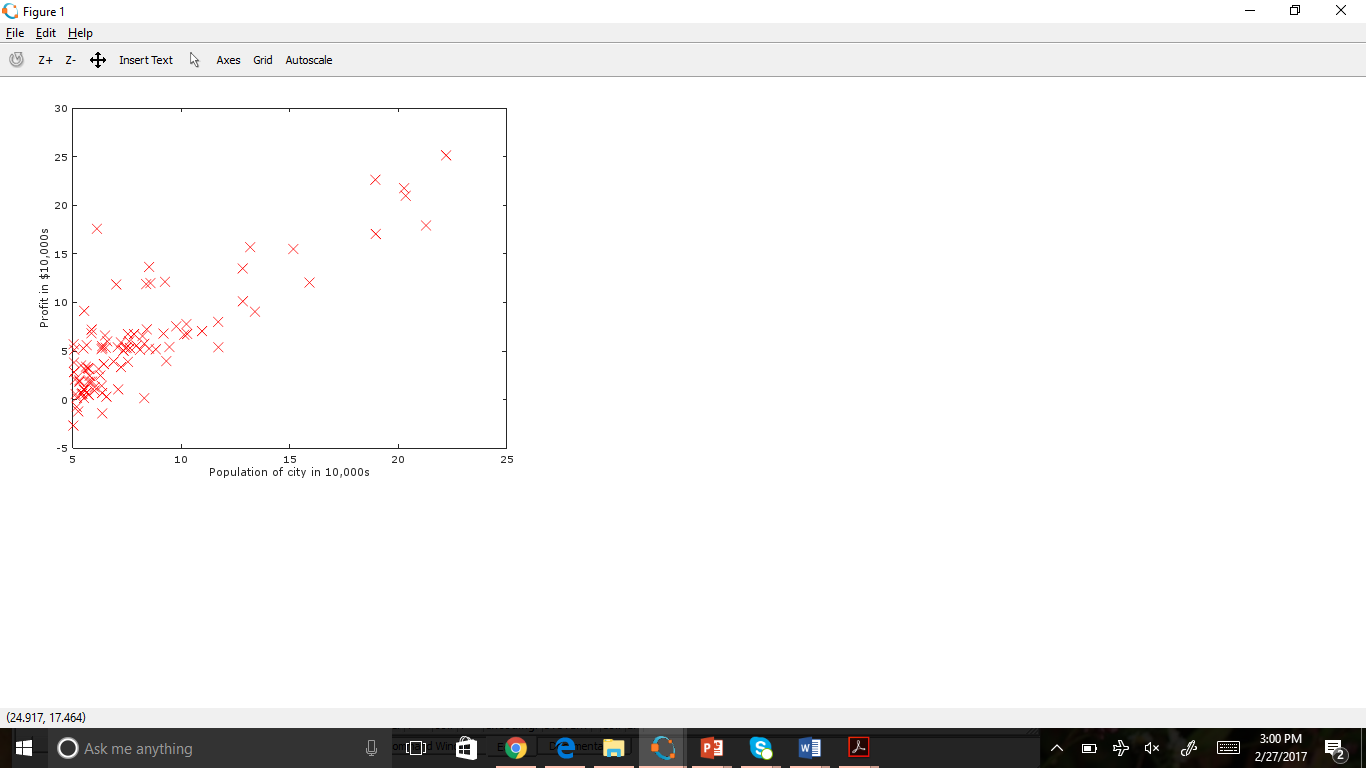 Figure 1
File Edit Help
Z+ Z- Insert Text Axes Grid Autoscale
30
25
20
15
10
5
0
-5
Profit in $10,000s
5 10 15 20 25
Population of city in 10,000s
(24.917, 17.464)
Ask me anything
3:00 PM
2/27/2017
2